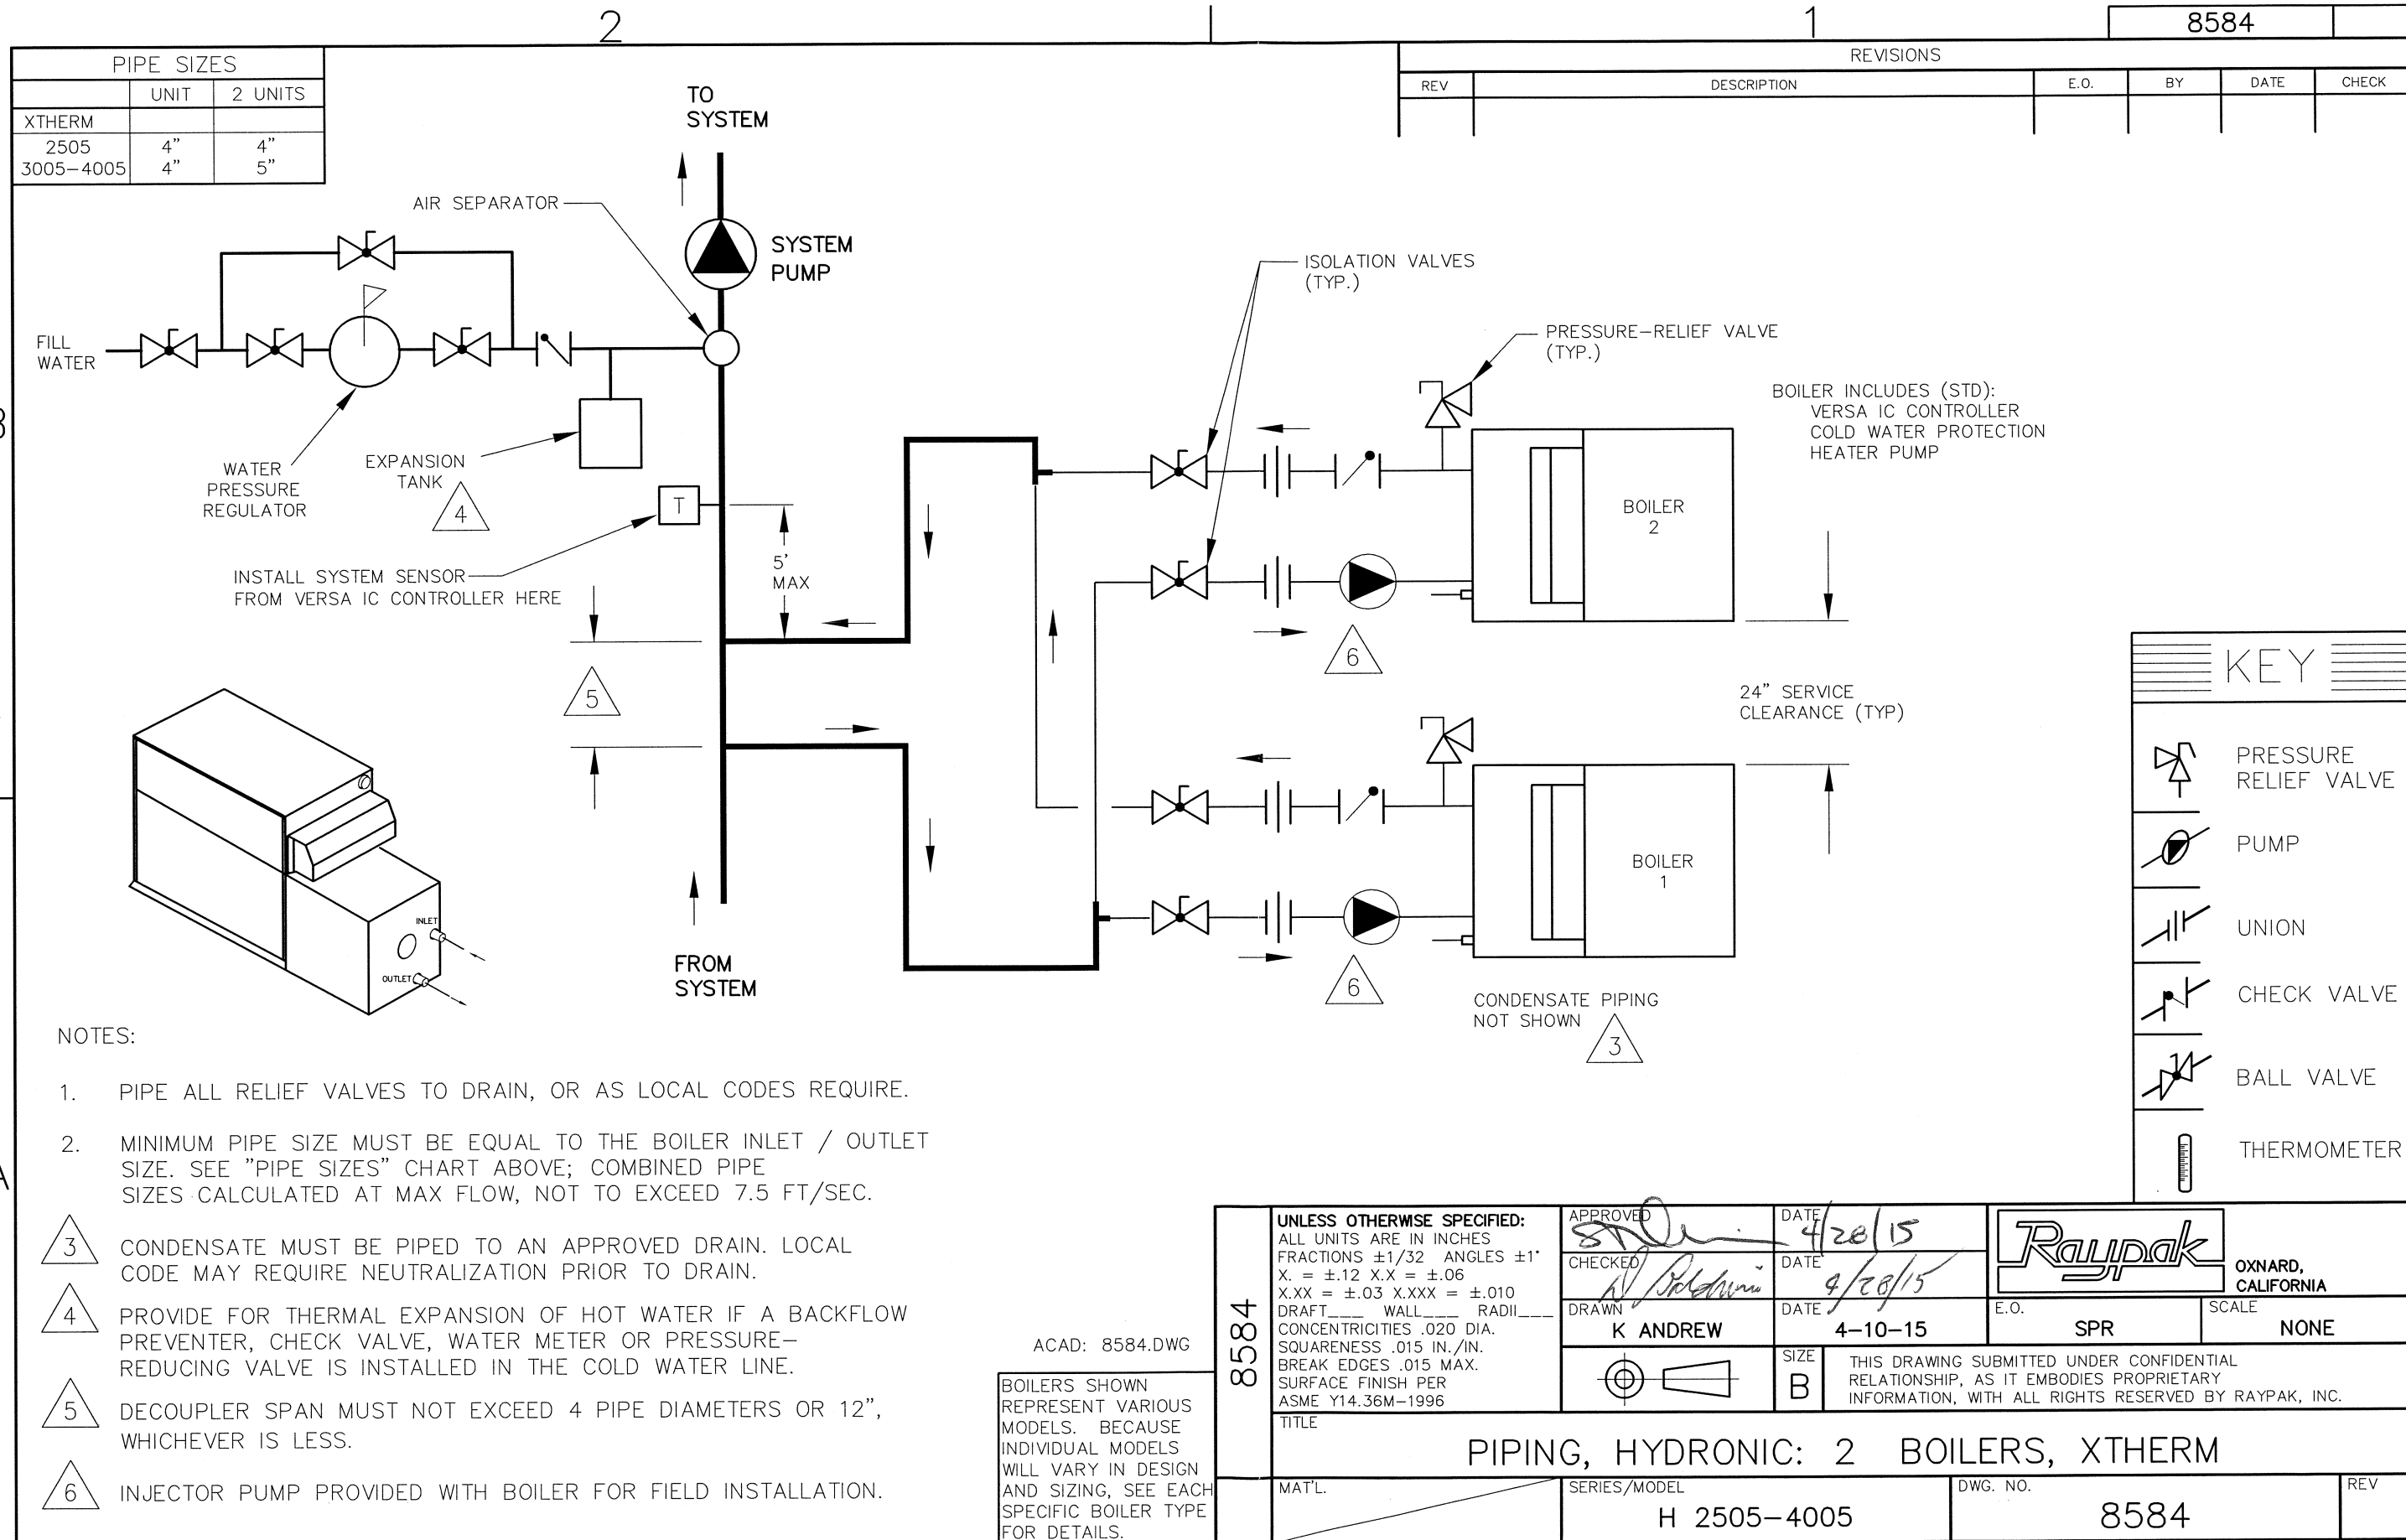 2
1
8584
PIPE SIZES
UNIT
2 UNITS
XTHERM
2505
4"
4"
3005-4005
4"
5"
REVISIONS
REV
DESCRIPTION
E.O.
BY
DATE
CHECK
TO
SYSTEM
AIR SEPARATOR
SYSTEM
PUMP
FILL
WATER
WATER
PRESSURE
REGULATOR
EXPANSION
TANK
4
T
5'
MAX
INSTALL SYSTEM SENSOR
FROM VERSA IC CONTROLLER HERE
5
ISOLATION VALVES
(TYP.)
PRESSURE-RELIEF VALVE
(TYP.)
BOILER INCLUDES (STD):
VERSA IC CONTROLLER
COLD WATER PROTECTION
HEATER PUMP
BOILER
2
6
24" SERVICE
CLEARANCE (TYP)
BOILER
1
6
CONDENSATE PIPING
NOT SHOWN
3
FROM
SYSTEM
INLET
OUTLET
KEY
PRESSURE
RELIEF VALVE
PUMP
UNION
CHECK VALVE
BALL VALVE
THERMOMETER
NOTES:
1. PIPE ALL RELIEF VALVES TO DRAIN, OR AS LOCAL CODES REQUIRE.
2. MINIMUM PIPE SIZE MUST BE EQUAL TO THE BOILER INLET / OUTLET
SIZE. SEE "PIPE SIZES" CHART ABOVE; COMBINED PIPE
SIZES CALCULATED AT MAX FLOW, NOT TO EXCEED 7.5 FT/SEC.
3 CONDENSATE MUST BE PIPED TO AN APPROVED DRAIN. LOCAL
CODE MAY REQUIRE NEUTRALIZATION PRIOR TO DRAIN.
4 PROVIDE FOR THERMAL EXPANSION OF HOT WATER IF A BACKFLOW
PREVENTER, CHECK VALVE, WATER METER OR PRESSURE-
REDUCING VALVE IS INSTALLED IN THE COLD WATER LINE.
5 DECOUPLER SPAN MUST NOT EXCEED 4 PIPE DIAMETERS OR 12",
WHICHEVER IS LESS.
6 INJECTOR PUMP PROVIDED WITH BOILER FOR FIELD INSTALLATION.
ACAD: 8584.DWG
BOILERS SHOWN
REPRESENT VARIOUS
MODELS. BECAUSE
INDIVIDUAL MODELS
WILL VARY IN DESIGN
AND SIZING, SEE EACH
SPECIFIC BOILER TYPE
FOR DETAILS.
8584
UNLESS OTHERWISE SPECIFIED:
ALL UNITS ARE IN INCHES
FRACTIONS ±1/32 ANGLES ±1°
X. = ±.12 X.X = ±.06
X.XX = ±.03 X.XXX = ±.010
DRAFT___ WALL___ RADII___
CONCENTRICITIES .020 DIA.
SQUARENESS .015 IN./IN.
BREAK EDGES .015 MAX.
SURFACE FINISH PER
ASME Y14.36M-1996
APPROVED
DATE
4/28/15
CHECKED
DATE
4/28/15
DRAWN
K ANDREW
DATE
4-10-15
Raypak
OXNARD,
CALIFORNIA
E.O.
SPR
SCALE
NONE
SIZE
B
THIS DRAWING SUBMITTED UNDER CONFIDENTIAL
RELATIONSHIP, AS IT EMBODIES PROPRIETARY
INFORMATION, WITH ALL RIGHTS RESERVED BY RAYPAK, INC.
TITLE
PIPING, HYDRONIC: 2 BOILERS, XTHERM
MAT'L.
SERIES/MODEL
H 2505-4005
DWG. NO.
8584
REV